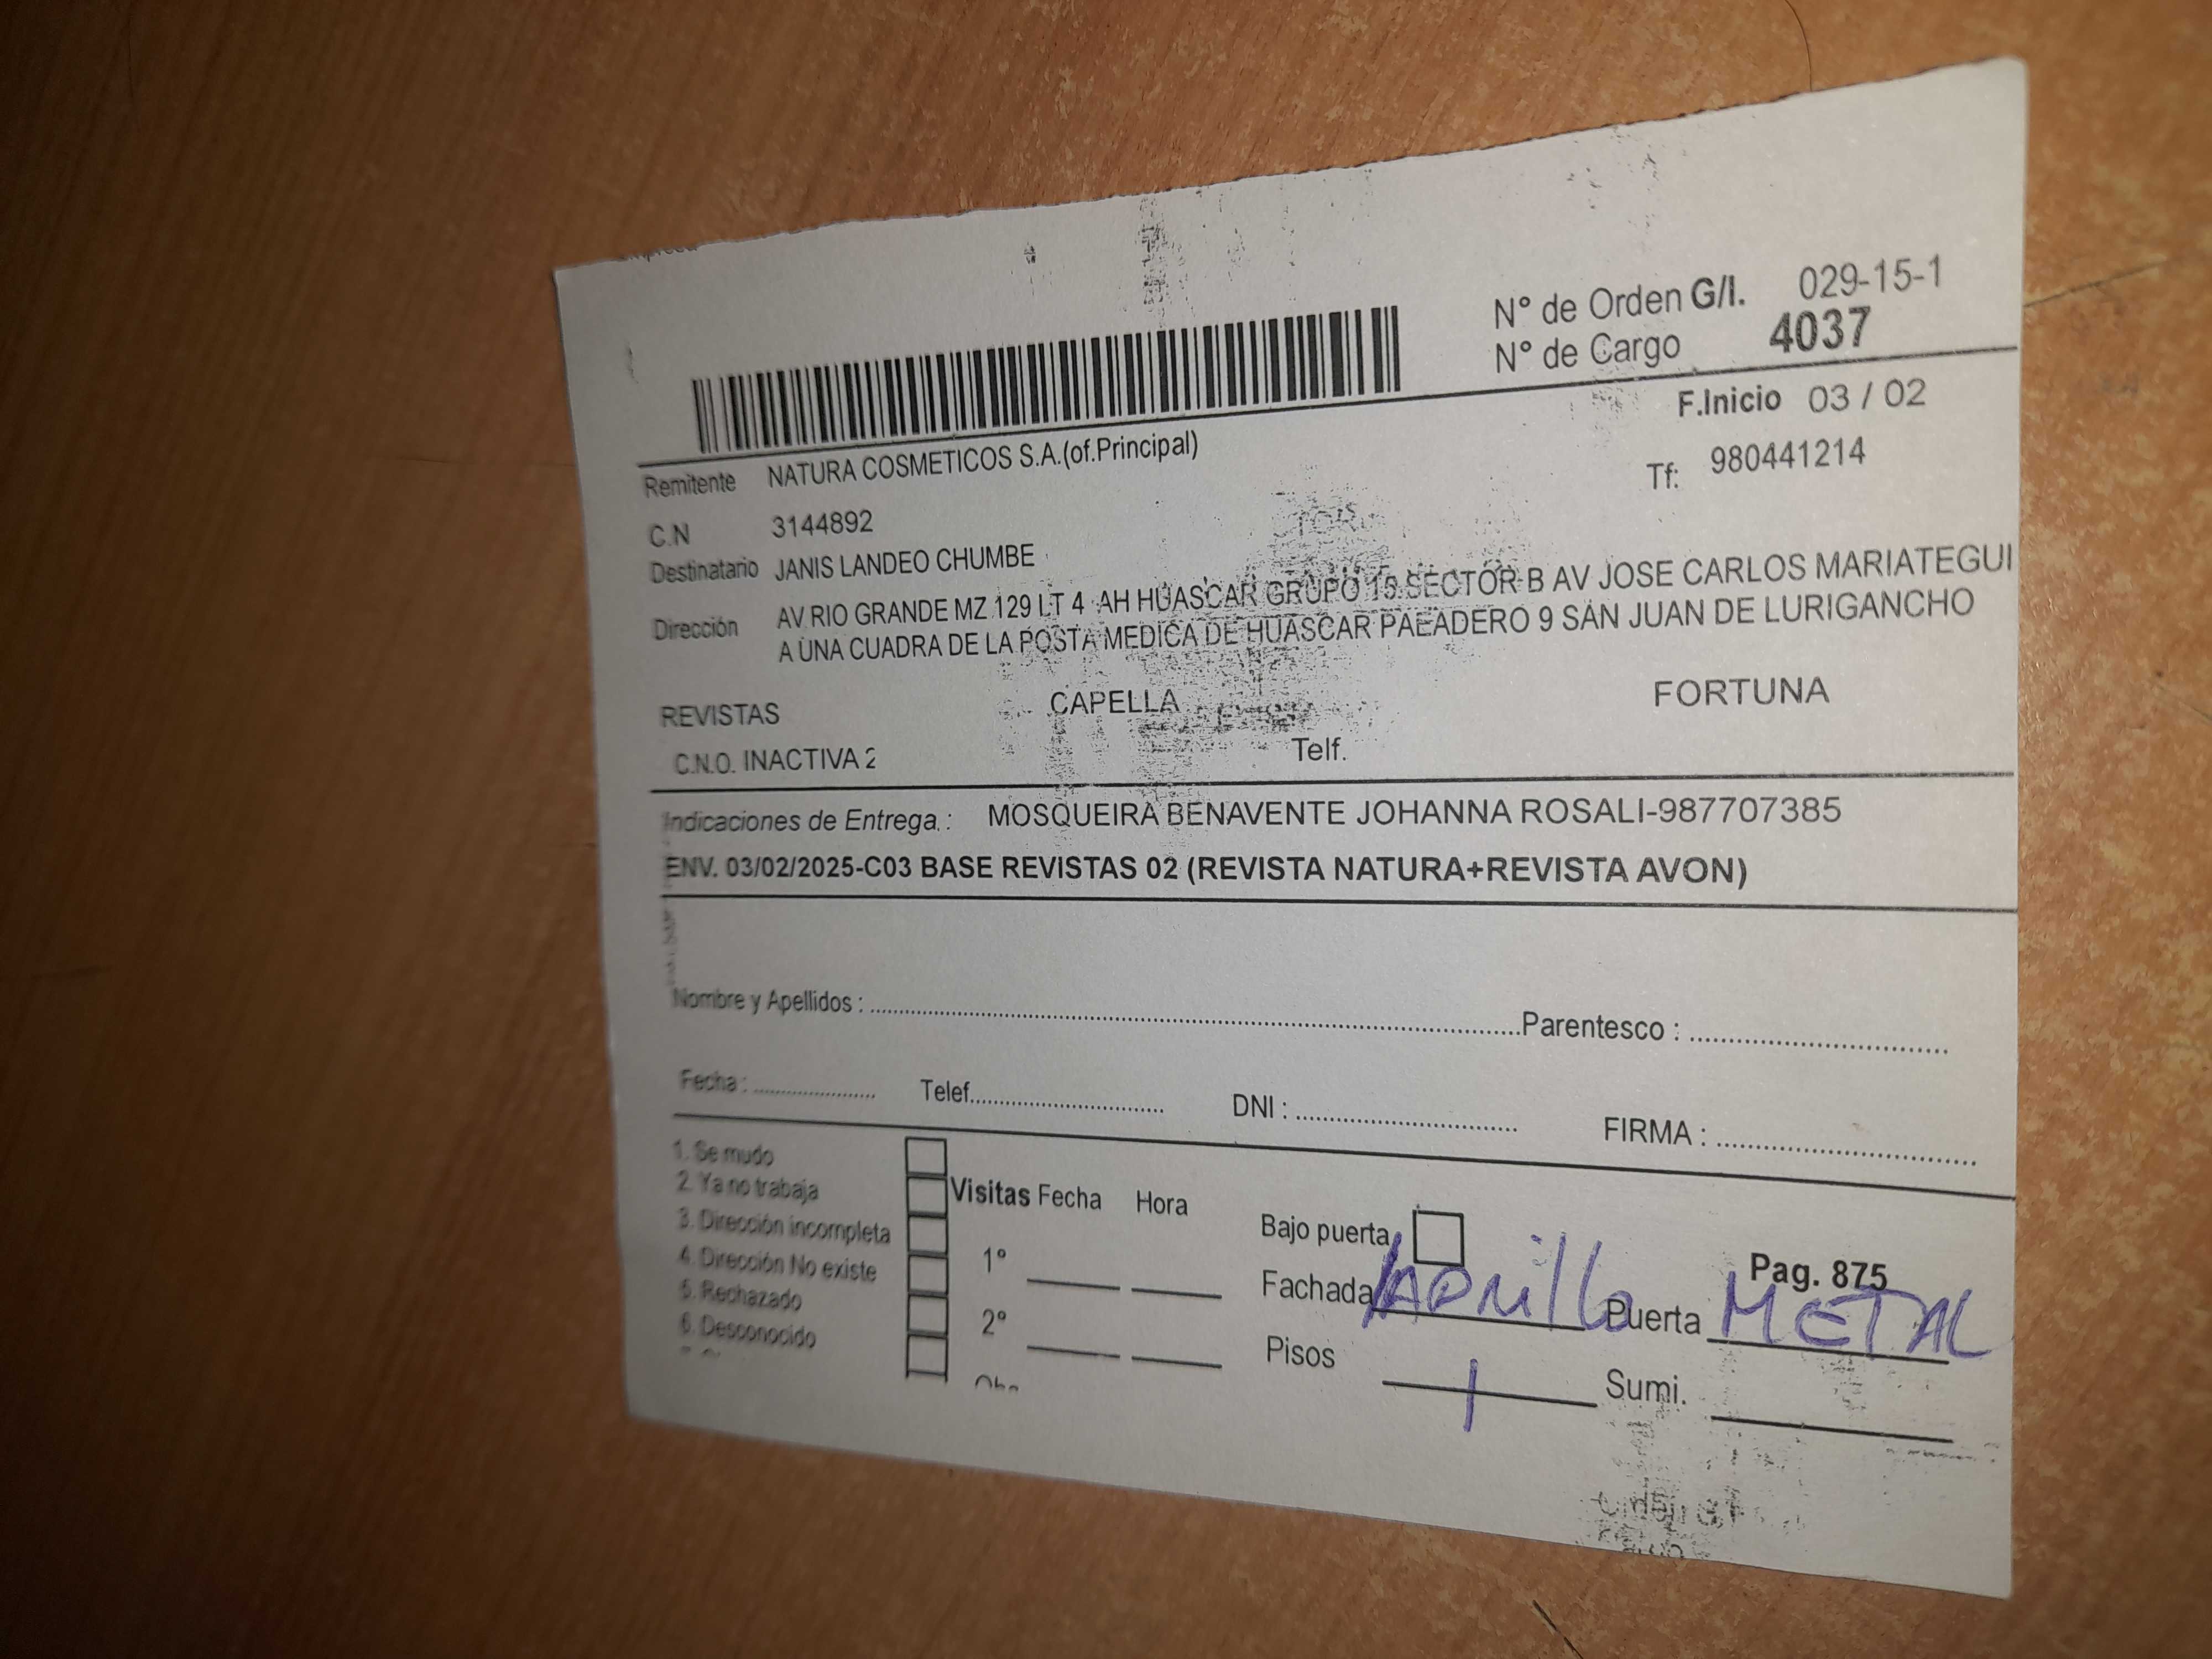 N° de Orden G/I. 029-15-1
N° de Cargo 4037
F.Inicio 03 / 02
Remitente NATURA COSMETICOS S.A.(of.Principal)
Tf: 980441214
C.N 3144892
Destinatario JANIS LANDEO CHUMBE
Dirección AV RIO GRANDE MZ 129 LT 4 AH HUASCAR GRUPO 15 SECTOR B AV JOSE CARLOS MARIATEGUI
A UNA CUADRA DE LA POSTA MEDICA DE HUASCAR PAEADERO 9 SAN JUAN DE LURIGANCHO
REVISTAS CAPELLA FORTUNA
C.N.O. INACTIVA 2 Telf.
Indicaciones de Entrega.: MOSQUEIRA BENAVENTE JOHANNA ROSALI-987707385
ENV. 03/02/2025-C03 BASE REVISTAS 02 (REVISTA NATURA+REVISTA AVON)
Nombre y Apellidos : Parentesco :
Fecha : Telef. DNI : FIRMA :
1. Se mudo
2. Ya no trabaja
3. Dirección incompleta
4. Dirección No existe
5. Rechazado
6. Desconocido
Visitas Fecha Hora
1°
2°
Bajo puerta
Pag. 875
Fachada LADRILLO Puerta METAL
Pisos 1 Sumi.